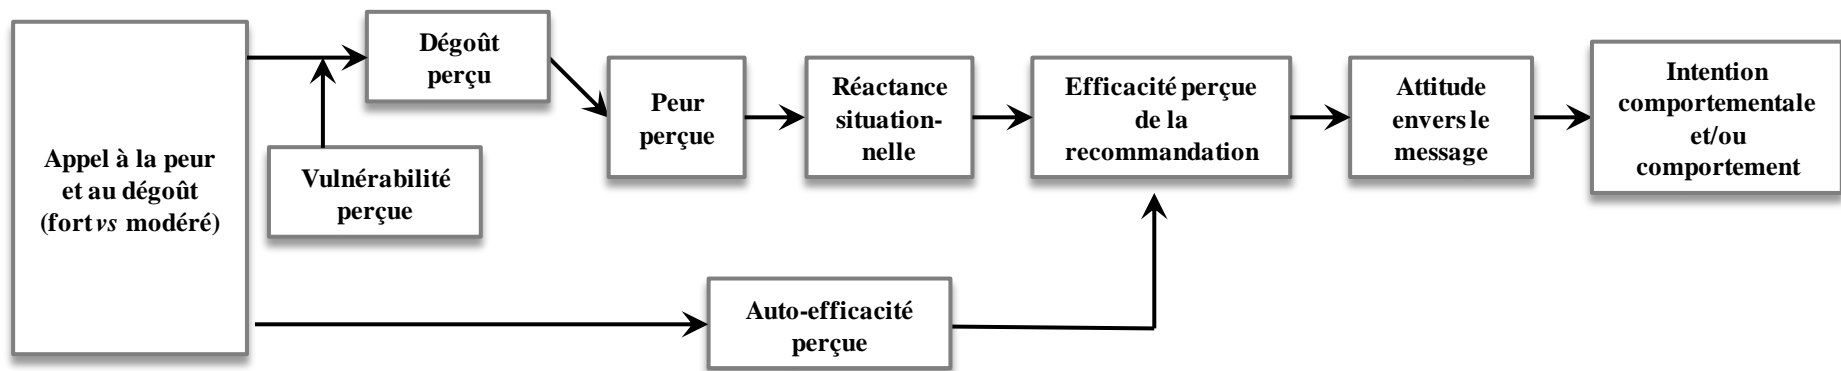 Appel à la peur
et au dégoût
(fort vs modéré)
Dégoût
perçu
Vulnérabilité
perçue
Peur
perçue
Réactance
situation-
nelle
Efficacité perçue
de la
recommandation
Attitude
envers le
message
Intention
comportementale
et/ou
comportement
Auto-efficacité
perçue